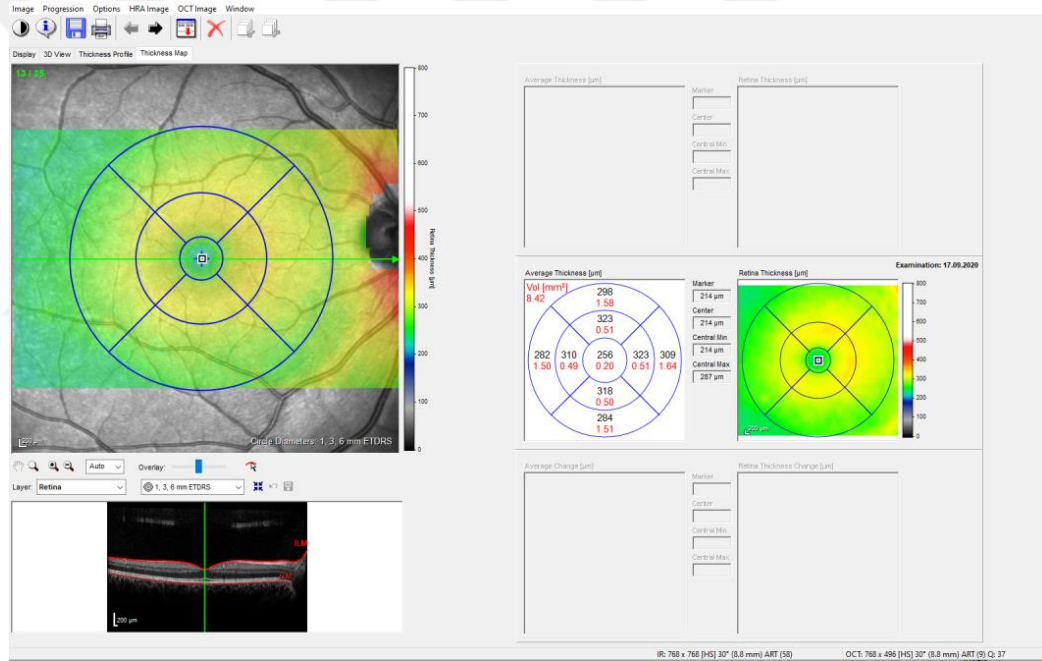 Image Progression Options HRA Image OCT Image Window
Display 3D View Thickness Profile Thickness Map
13 / 25
800
700
600
500
400
300
200
100
0
Retina Thickness [µm]
200 µm
Circle Diameters: 1, 3, 6 mm ETDRS
Auto Overlay:
Layer: Retina 1, 3, 6 mm ETDRS
ILM
BM
200 µm
Average Thickness [µm]
Marker
Center
Central Min
Central Max
Retina Thickness [µm]
Examination: 17.09.2020
Average Thickness [µm]
Vol [mm³]
8.42
298
1.58
323
0.51
282 310 256 323 309
1.50 0.49 0.20 0.51 1.64
318
0.50
284
1.51
Marker
214 µm
Center
214 µm
Central Min
214 µm
Central Max
287 µm
Retina Thickness [µm]
200 µm
800
700
600
500
400
300
200
100
0
Average Change [µm]
Marker
Center
Central Min
Central Max
Retina Thickness Change [µm]
IR: 768 x 768 [HS] 30° (8.8 mm) ART (58) OCT: 768 x 496 [HS] 30° (8.8 mm) ART (9) Q: 37